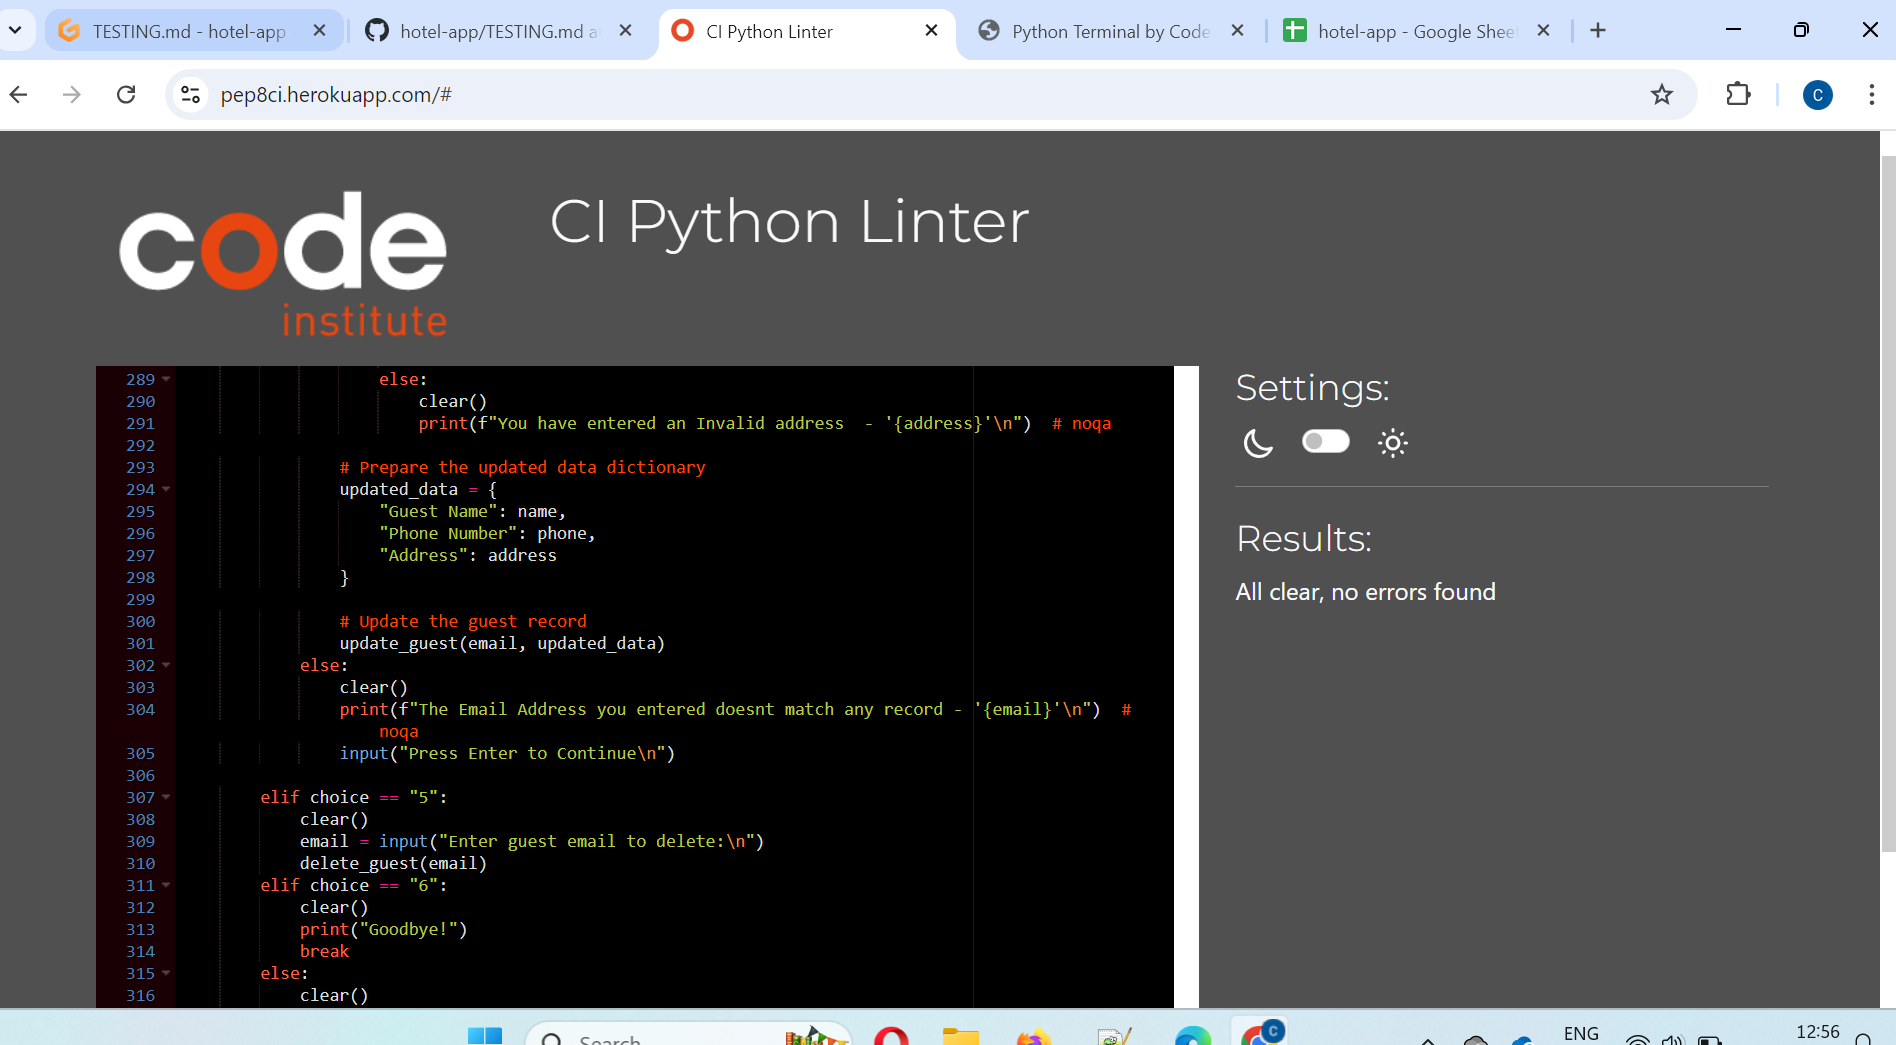 TESTING.md - hotel-app
hotel-app/TESTING.md a
CI Python Linter
Python Terminal by Code
hotel-app - Google Shee
pep8ci.herokuapp.com/#
C
code
institute
CI Python Linter
289 else:
290 clear()
291 print(f"You have entered an Invalid address  - '{address}'\n")  # noqa
292
293 # Prepare the updated data dictionary
294 updated_data = {
295 "Guest Name": name,
296 "Phone Number": phone,
297 "Address": address
298 }
299
300 # Update the guest record
301 update_guest(email, updated_data)
302 else:
303 clear()
304 print(f"The Email Address you entered doesnt match any record - '{email}'\n")  #
noqa
305 input("Press Enter to Continue\n")
306
307 elif choice == "5":
308 clear()
309 email = input("Enter guest email to delete:\n")
310 delete_guest(email)
311 elif choice == "6":
312 clear()
313 print("Goodbye!")
314 break
315 else:
316 clear()
Settings:
Results:
All clear, no errors found
Search
C
ENG
12:56